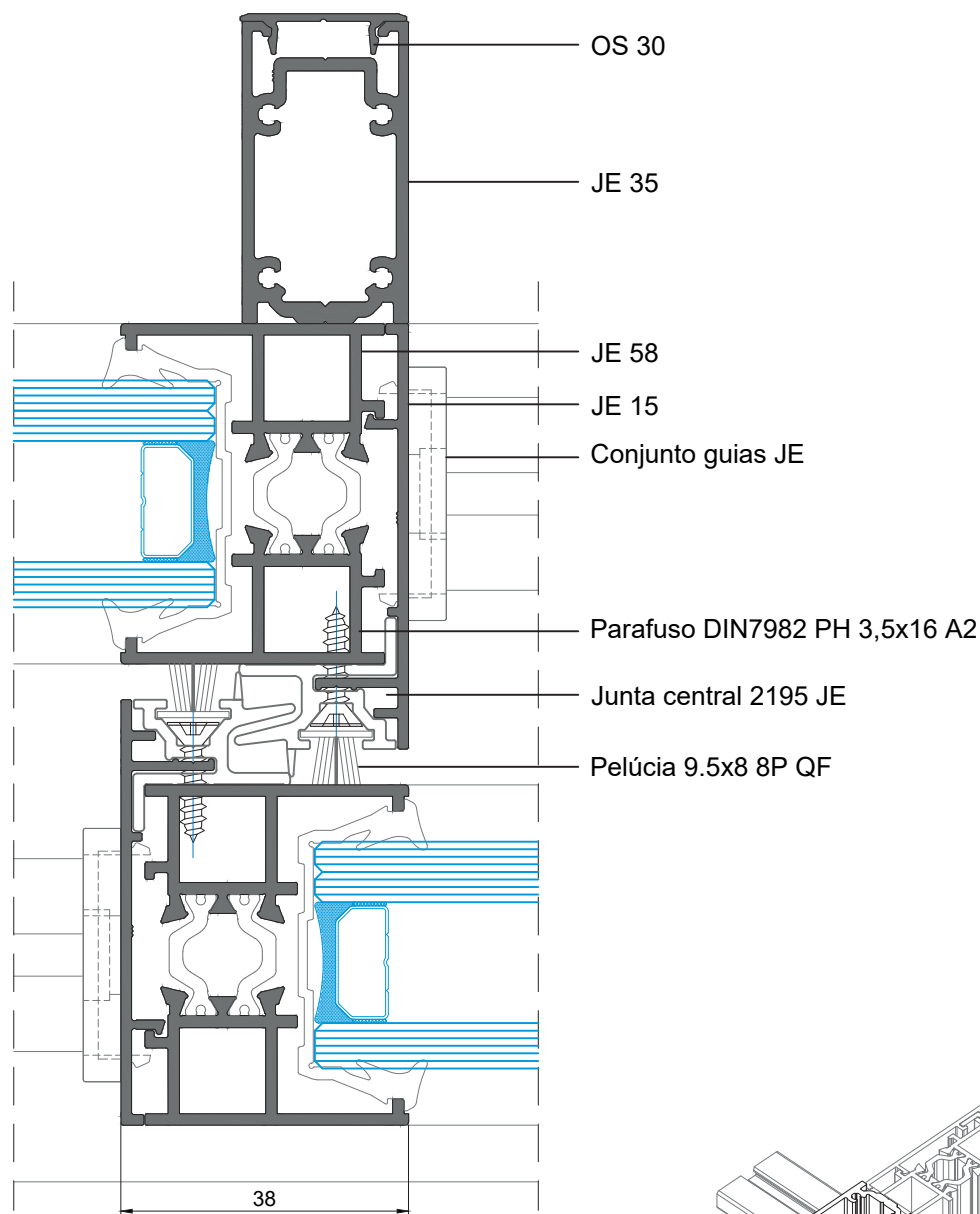 OS 30
JE 35
JE 58
JE 15
Conjunto guias JE
Parafuso DIN7982 PH 3,5x16 A2
Junta central 2195 JE
Pelúcia 9.5x8 8P QF
38